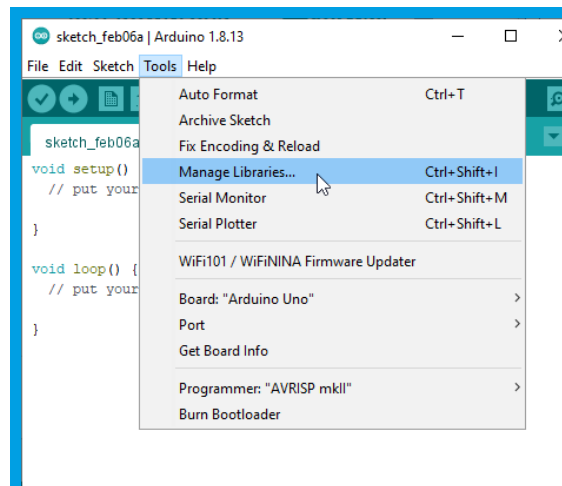 sketch_feb06a | Arduino 1.8.13
File Edit Sketch Tools Help
sketch_feb06a
void setup()
// put your
}
void loop() {
// put your
}
Auto Format Ctrl+T
Archive Sketch
Fix Encoding & Reload
Manage Libraries... Ctrl+Shift+I
Serial Monitor Ctrl+Shift+M
Serial Plotter Ctrl+Shift+L
WiFi101 / WiFiNINA Firmware Updater
Board: "Arduino Uno"
Port
Get Board Info
Programmer: "AVRISP mkII"
Burn Bootloader